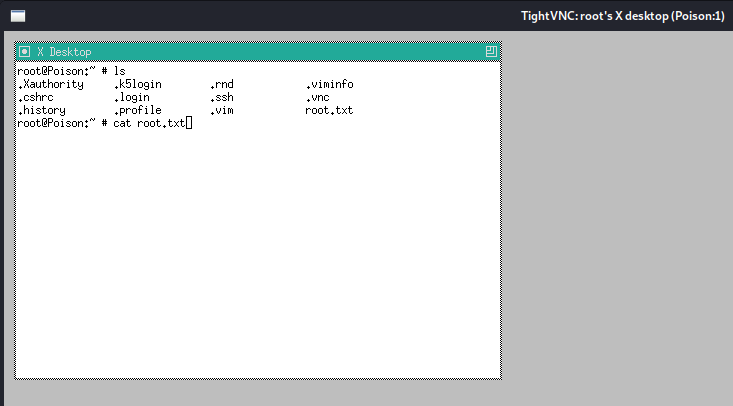 TightVNC: root's X desktop (Poison:1)
X Desktop
root@Poison:~ # ls
.Xauthority .k5login .rnd .viminfo
.cshrc .login .ssh .vnc
.history .profile .vim root.txt
root@Poison:~ # cat root.txt